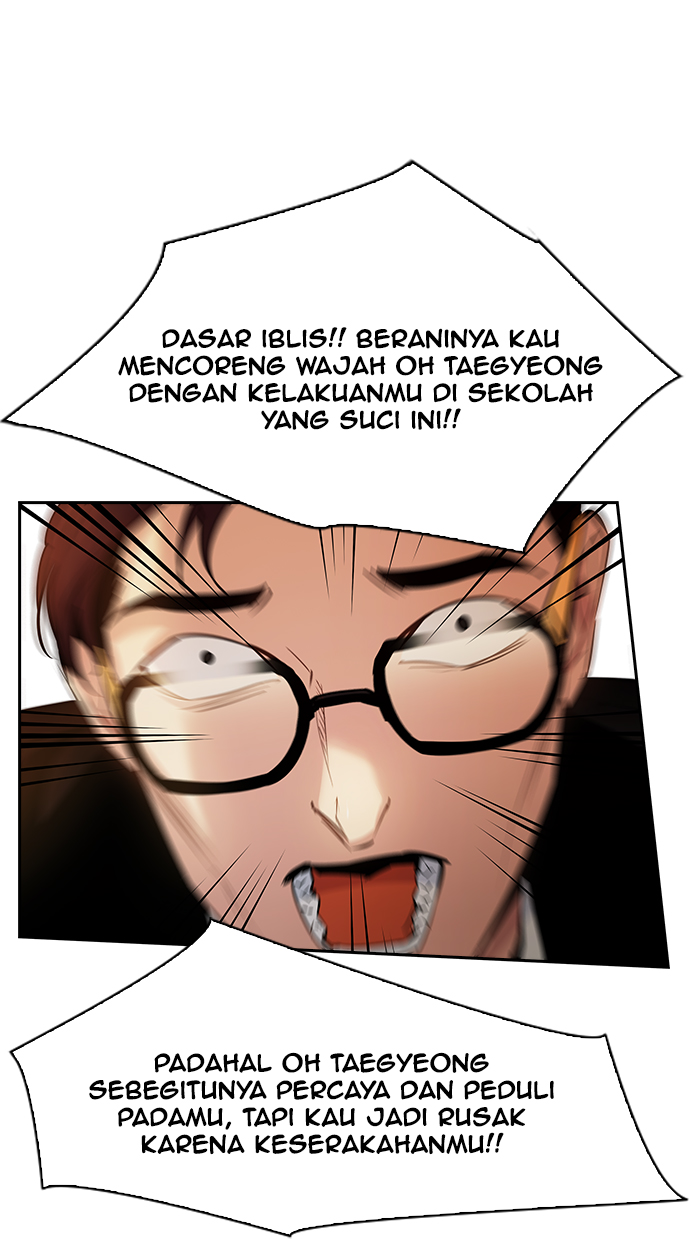 DASAR IBLIS!! BERANINYA KAU
MENCORENG WAJAH OH TAEGYEONG
DENGAN KELAKUANMU DI SEKOLAH
YANG SUCI INI!!
PADAHAL OH TAEGYEONG
SEBEGITUNYA PERCAYA DAN PEDULI
PADAMU, TAPI KAU JADI RUSAK
KARENA KESERAKAHANMU!!